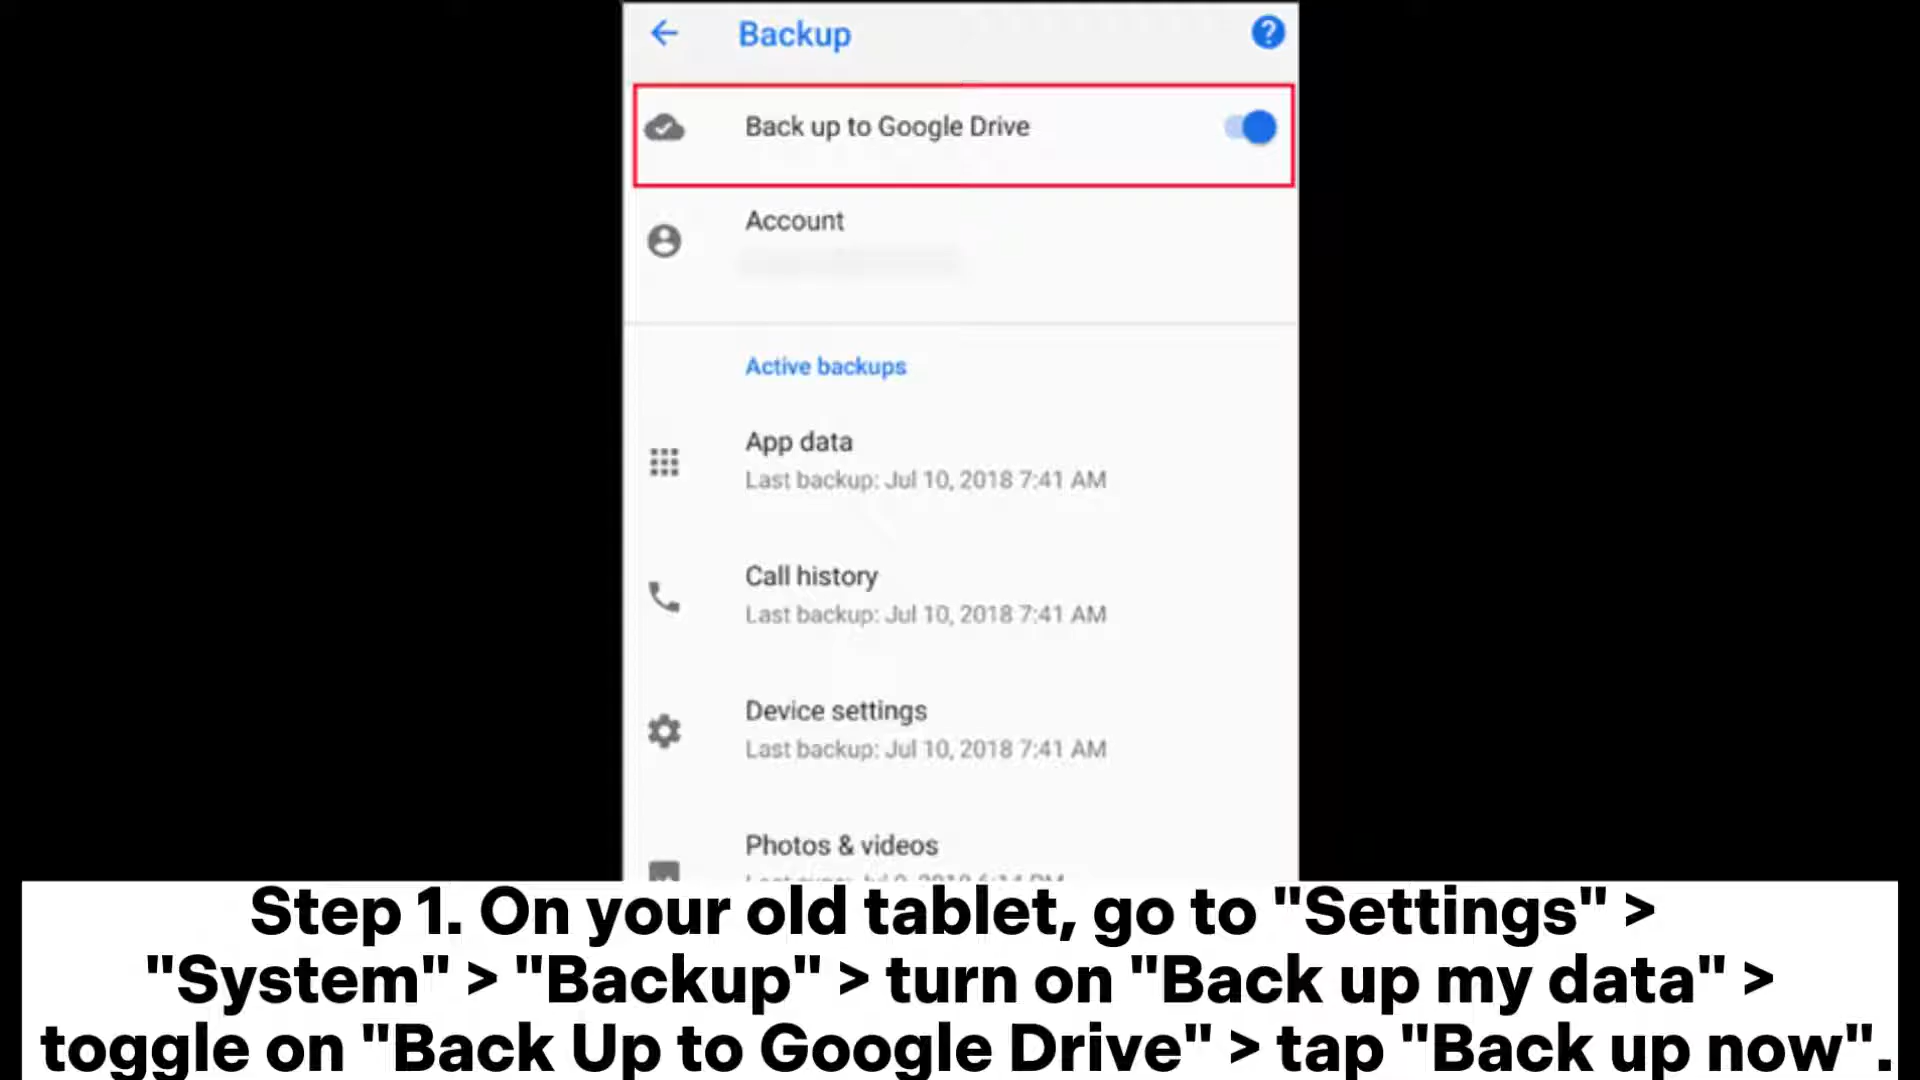 Backup
?
Back up to Google Drive
Account
Active backups
App data
Last backup: Jul 10, 2018 7:41 AM
Call history
Last backup: Jul 10, 2018 7:41 AM
Device settings
Last backup: Jul 10, 2018 7:41 AM
Photos & videos
Step 1. On your old tablet, go to "Settings" >
"System" > "Backup" > turn on "Back up my data" >
toggle on "Back Up to Google Drive" > tap "Back up now".